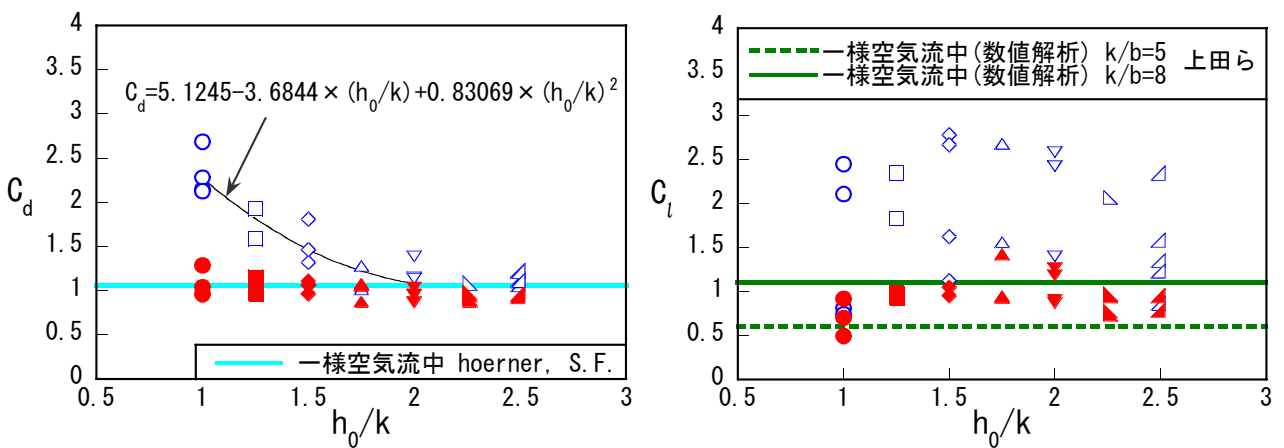 4
3.5
3
2.5
2
1.5
1
0.5
0
C_d
C_d=5.1245-3.6844×(h_0/k)+0.83069×(h_0/k)^2
一様空気流中 hoerner, S.F.
0.5 1 1.5 2 2.5 3
h_0/k
4
3.5
3
2.5
2
1.5
1
0.5
0
C_l
一様空気流中(数値解析) k/b=5
一様空気流中(数値解析) k/b=8
上田ら
0.5 1 1.5 2 2.5 3
h_0/k